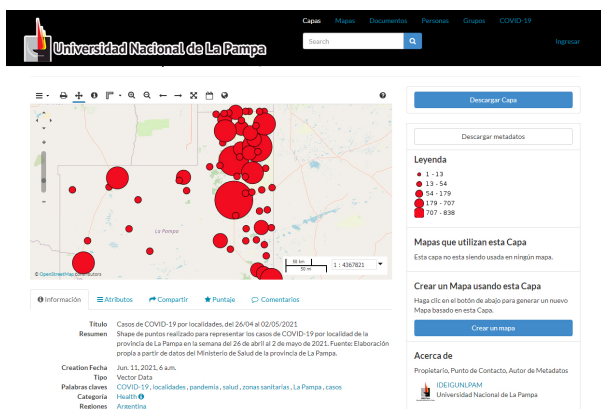 Capas Mapas Documentos Personas Grupos COVID-19
Universidad Nacional de La Pampa
Search
Ingresar
Descargar Capa
Descargar metadatos
Leyenda
1 - 13
13 - 54
54 - 179
179 - 707
707 - 838
La Pampa
50 km
50 mi
1 : 4367821
© OpenStreetMap contributors
Mapas que utilizan esta Capa
Esta capa no esta siendo usada en ningún mapa.
Información Atributos Compartir Puntaje Comentarios
Título Casos de COVID-19 por localidades, del 26/04 al 02/05/2021
Resumen Shape de puntos realizado para representar los casos de COVID-19 por localidad de la
provincia de La Pampa en la semana del 26 de abril al 2 de mayo de 2021. Fuente: Elaboración
propia a partir de datos del Ministerio de Salud de la provincia de La Pampa.
Creation Fecha Jun. 11, 2021, 6 a.m.
Tipo Vector Data
Palabras claves COVID-19 , localidades , pandemia , salud , zonas sanitarias , La Pampa , casos
Categoría Health
Regiones Argentina
Crear un Mapa usando esta Capa
Haga clic en el botón de abajo para generar un nuevo
Mapa basado en esta Capa.
Crear un mapa
Acerca de
Propietario, Punto de Contacto, Autor de Metadatos
IDEIGUNLPAM
Universidad Nacional de La Pampa